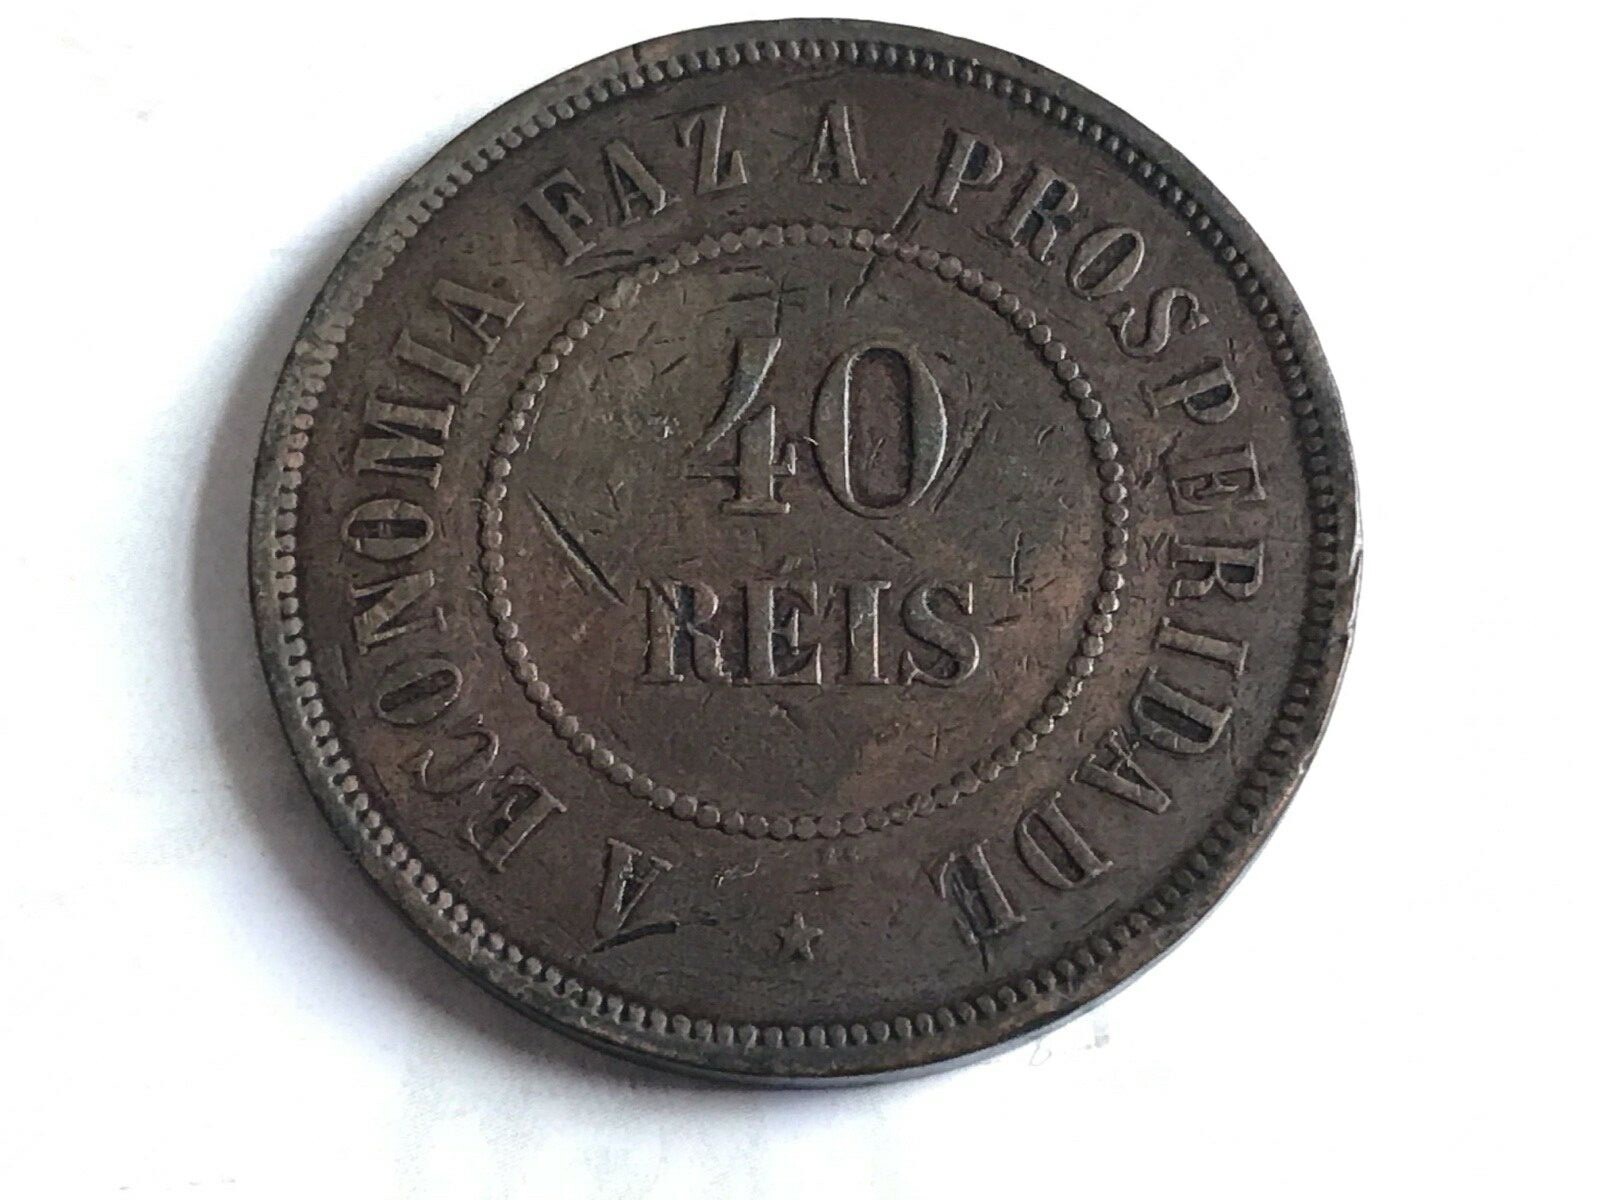 A ECONOMIA FAZ A PROSPERIDADE
40
RÉIS